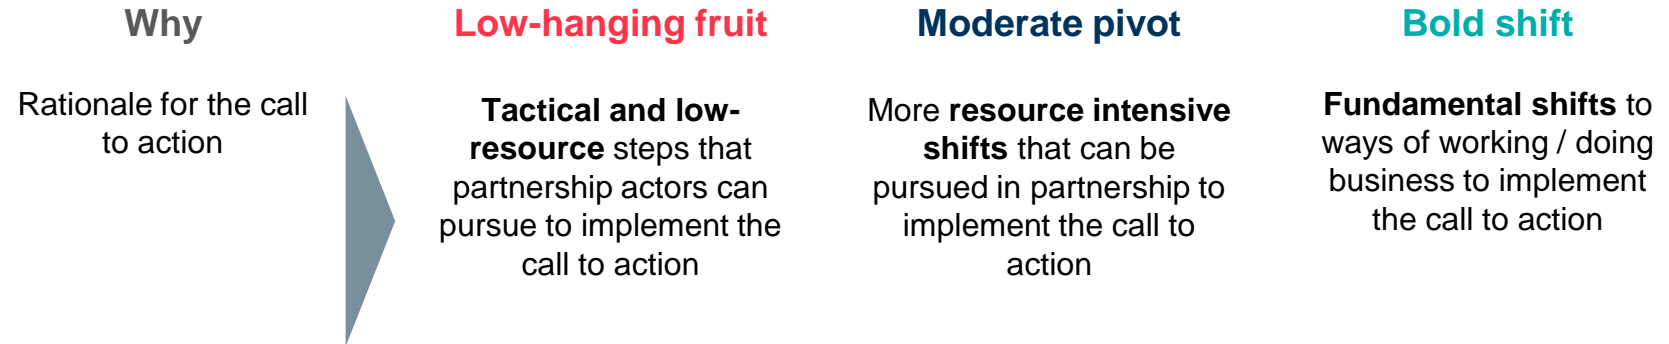 Why
Rationale for the call
to action
Low-hanging fruit
Tactical and low-
resource steps that
partnership actors can
pursue to implement the
call to action
Moderate pivot
More resource intensive
shifts that can be
pursued in partnership to
implement the call to
action
Bold shift
Fundamental shifts to
ways of working / doing
business to implement
the call to action